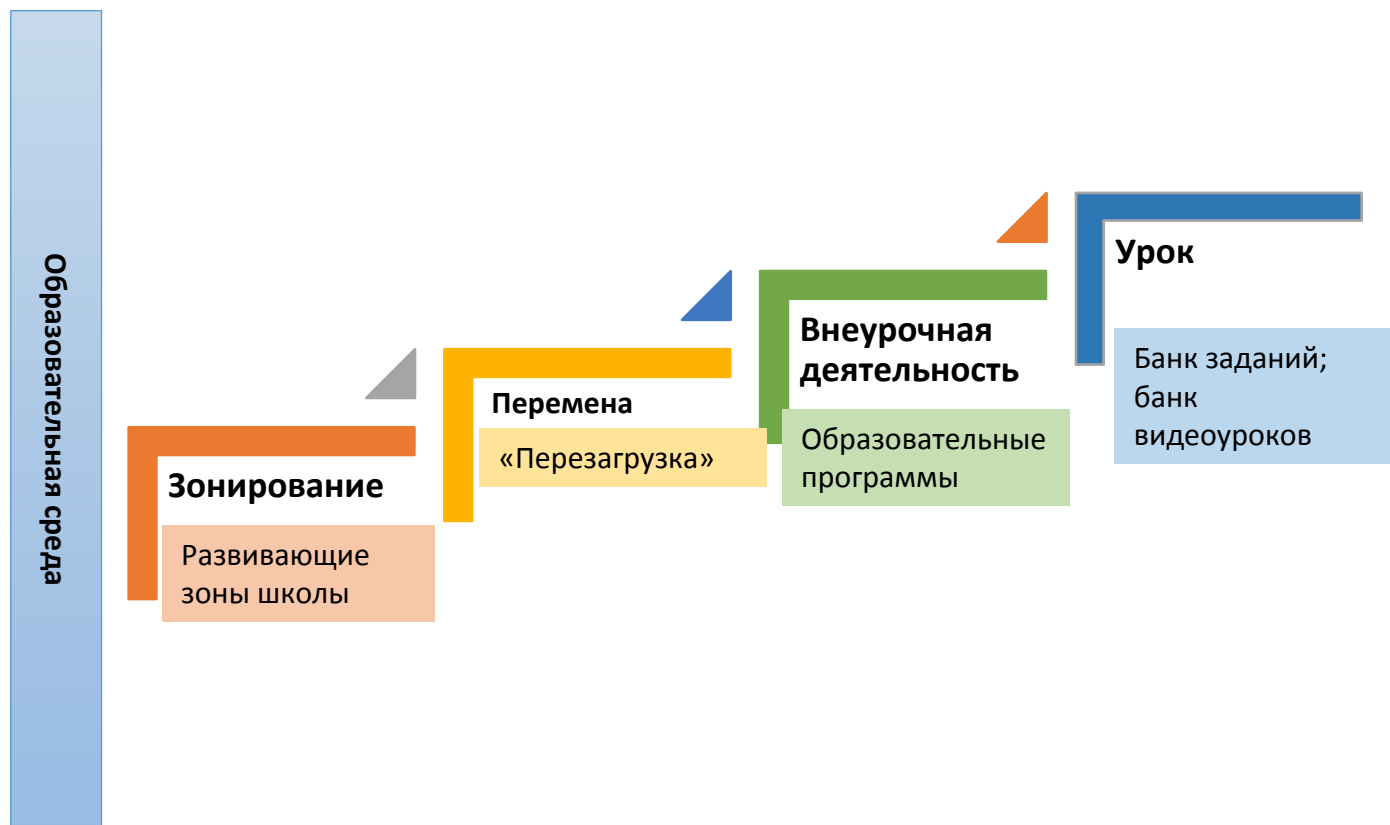 Образовательная среда
Зонирование
Развивающие
зоны школы
Перемена
«Перезагрузка»
Внеурочная
деятельность
Образовательные
программы
Урок
Банк заданий;
банк
видеоуроков